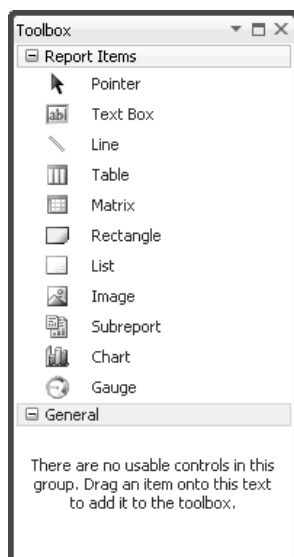 Toolbox
Report Items
Pointer
ab|
Text Box
Line
Table
Matrix
Rectangle
List
Image
Subreport
Chart
Gauge
General
There are no usable controls in this
group. Drag an item onto this text
to add it to the toolbox.